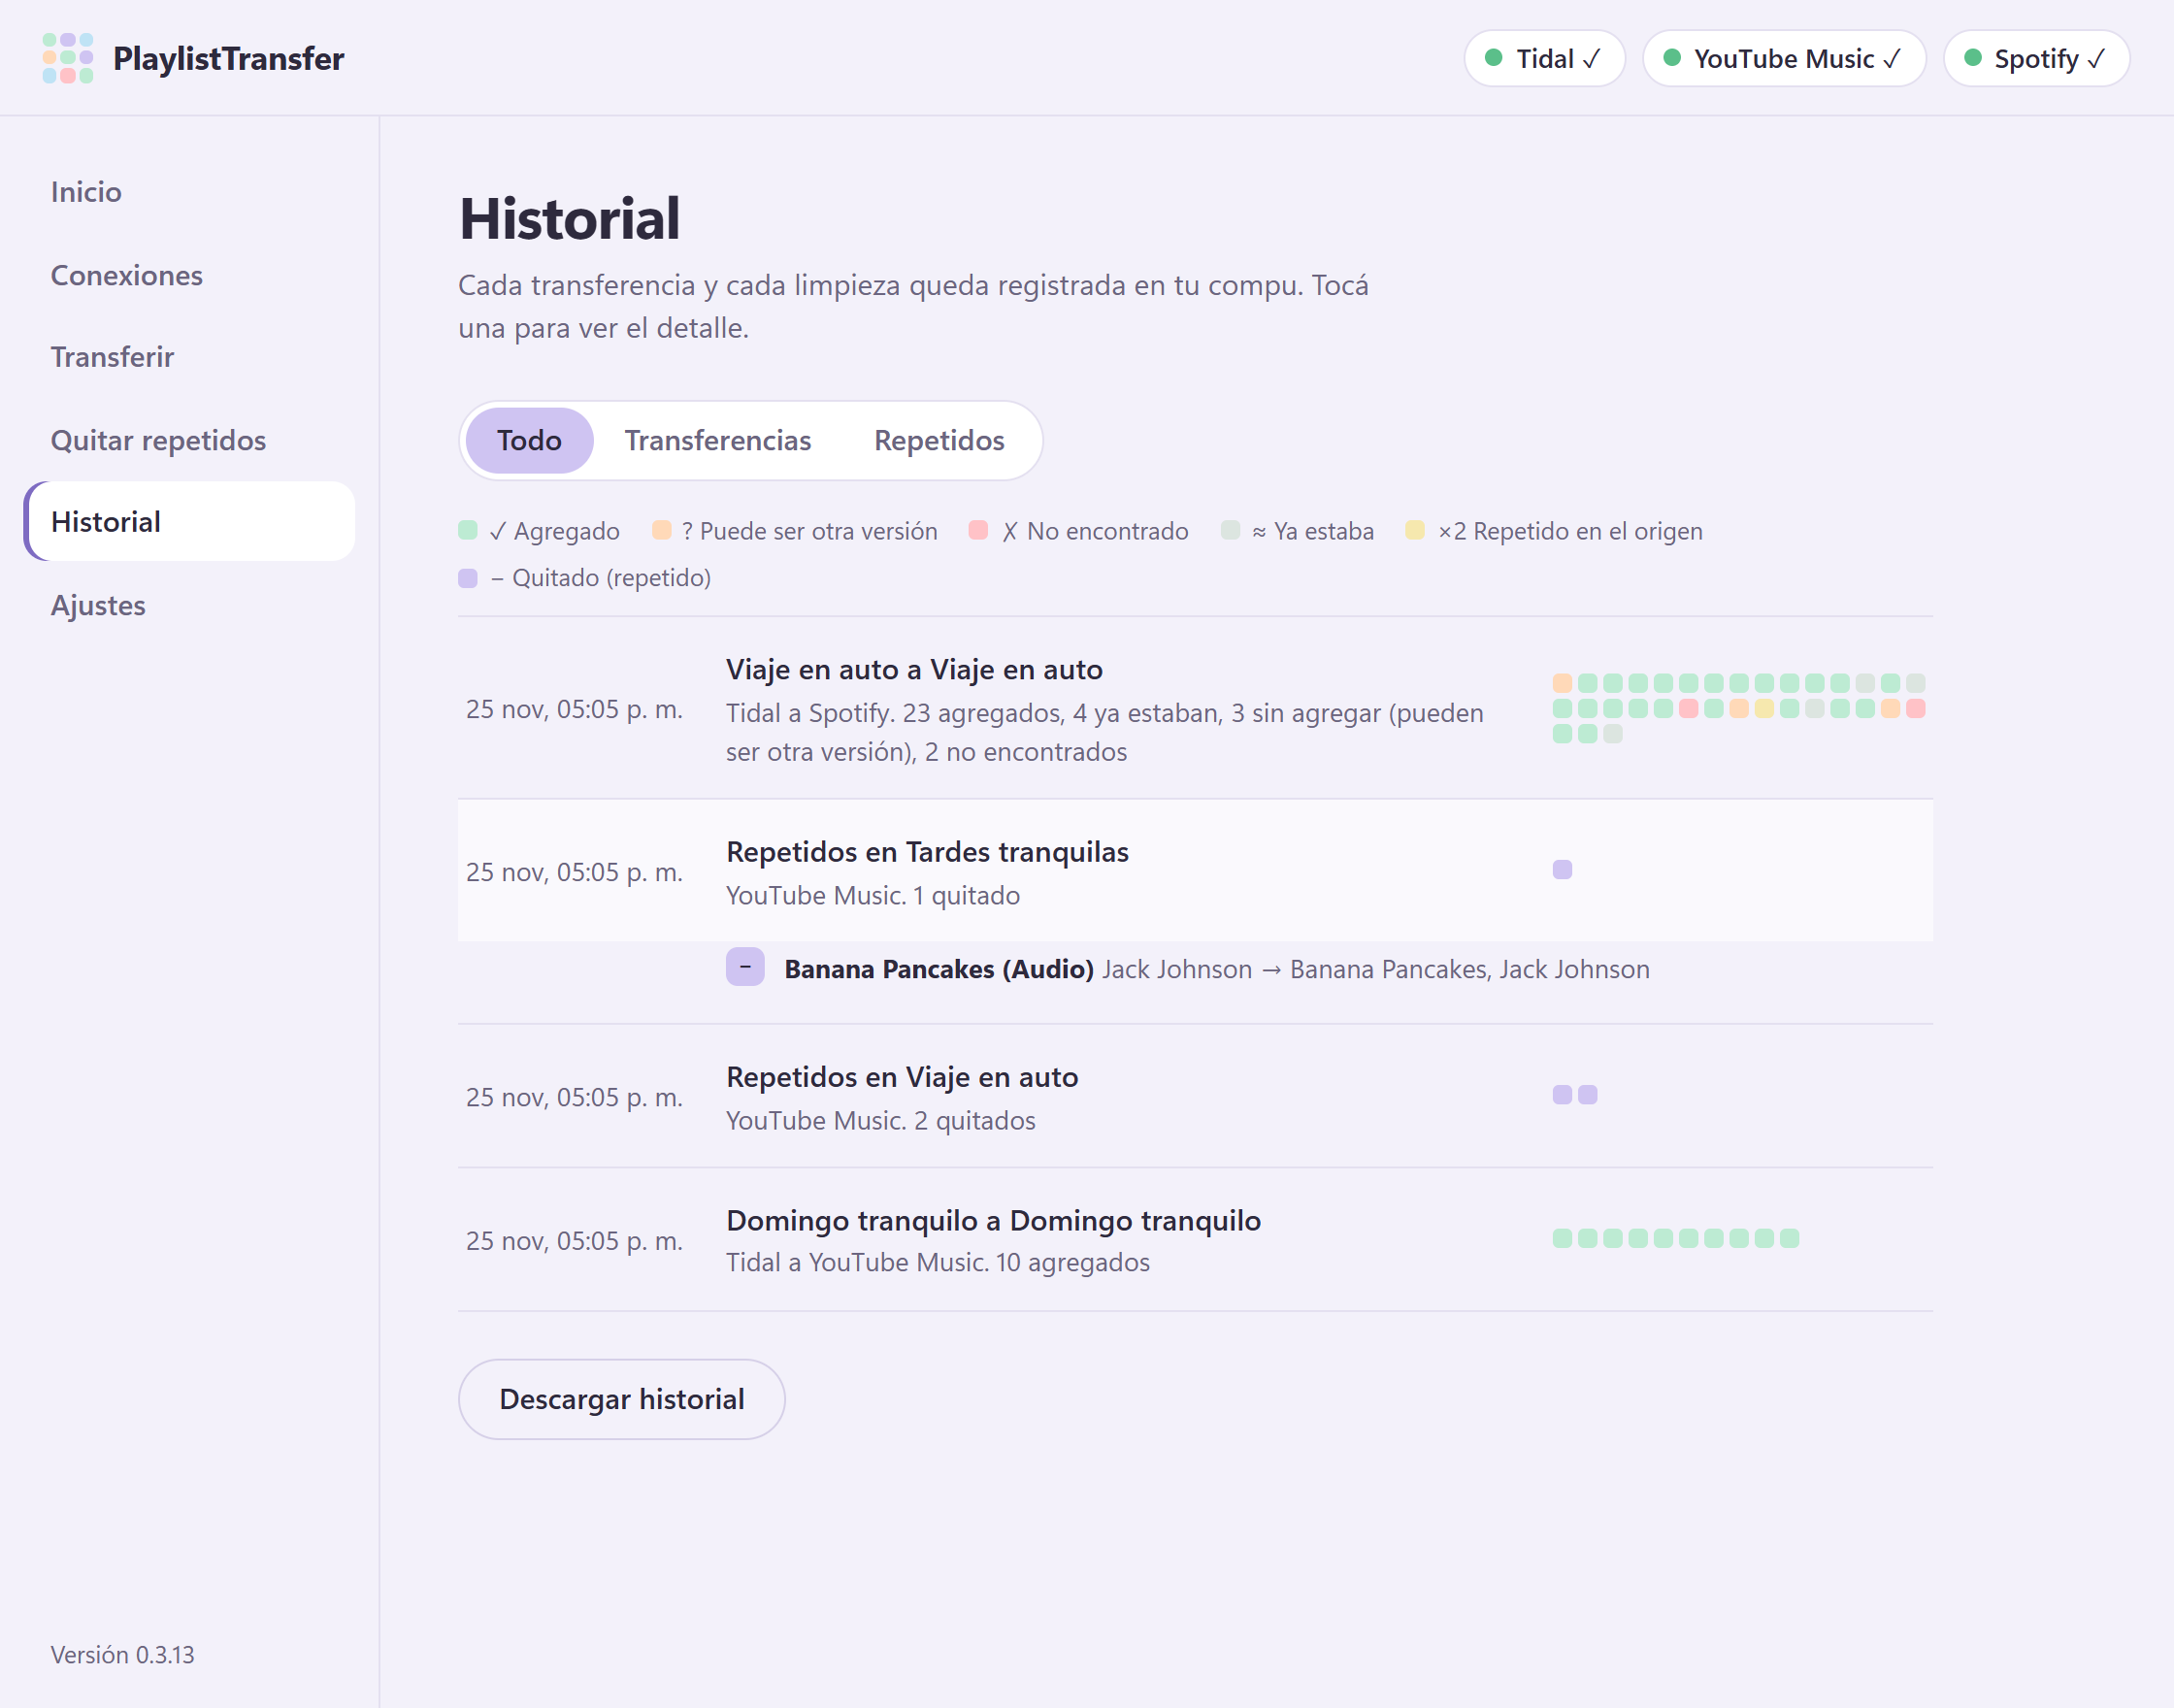 PlaylistTransfer
Tidal ✓
YouTube Music ✓
Spotify ✓
Inicio
Conexiones
Transferir
Quitar repetidos
Historial
Ajustes
Versión 0.3.13
Historial
Cada transferencia y cada limpieza queda registrada en tu compu. Tocá
una para ver el detalle.
Todo
Transferencias
Repetidos
✓ Agregado
? Puede ser otra versión
✗ No encontrado
≈ Ya estaba
×2 Repetido en el origen
− Quitado (repetido)
25 nov, 05:05 p. m.
Viaje en auto a Viaje en auto
Tidal a Spotify. 23 agregados, 4 ya estaban, 3 sin agregar (pueden
ser otra versión), 2 no encontrados
25 nov, 05:05 p. m.
Repetidos en Tardes tranquilas
YouTube Music. 1 quitado
− Banana Pancakes (Audio) Jack Johnson → Banana Pancakes, Jack Johnson
25 nov, 05:05 p. m.
Repetidos en Viaje en auto
YouTube Music. 2 quitados
25 nov, 05:05 p. m.
Domingo tranquilo a Domingo tranquilo
Tidal a YouTube Music. 10 agregados
Descargar historial